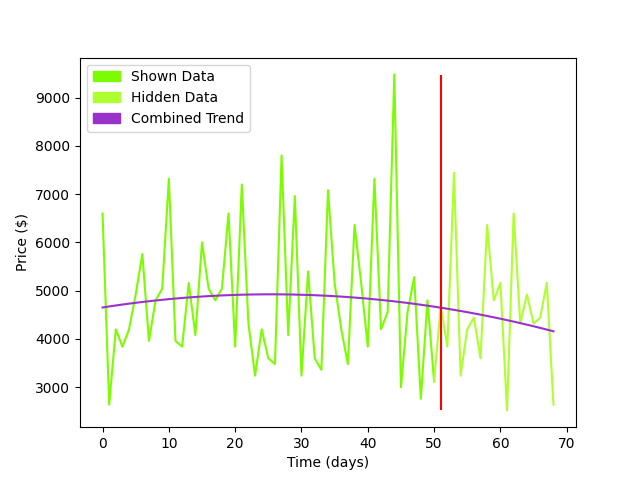 Shown Data
Hidden Data
Combined Trend
Price ($)
9000
8000
7000
6000
5000
4000
3000
0 10 20 30 40 50 60 70
Time (days)